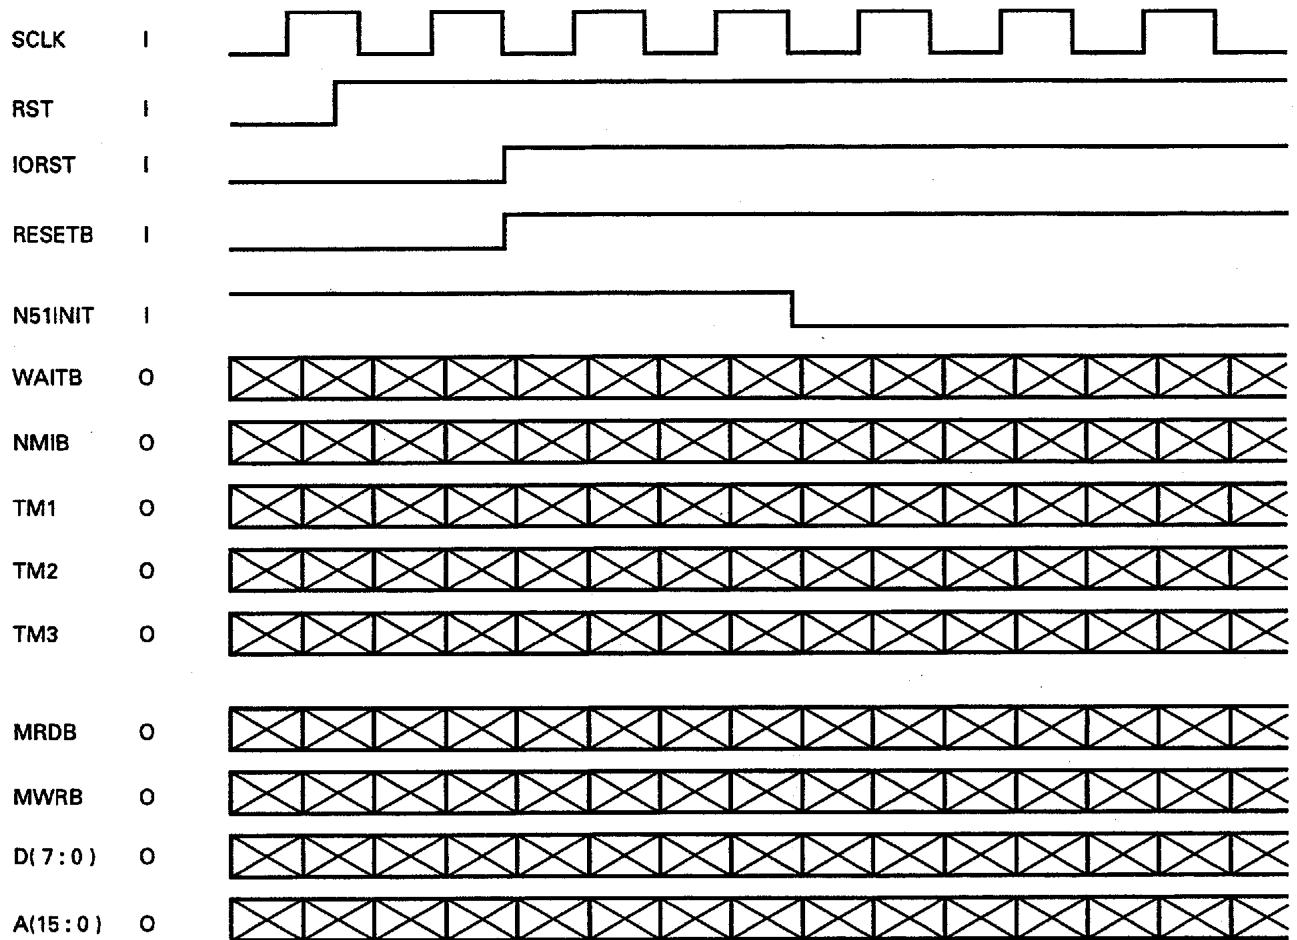 SCLK I
RST I
IORST I
RESETB I
N51INIT I
WAITB O
NMIB O
TM1 O
TM2 O
TM3 O
MRDB O
MWRB O
D(7:0) O
A(15:0) O